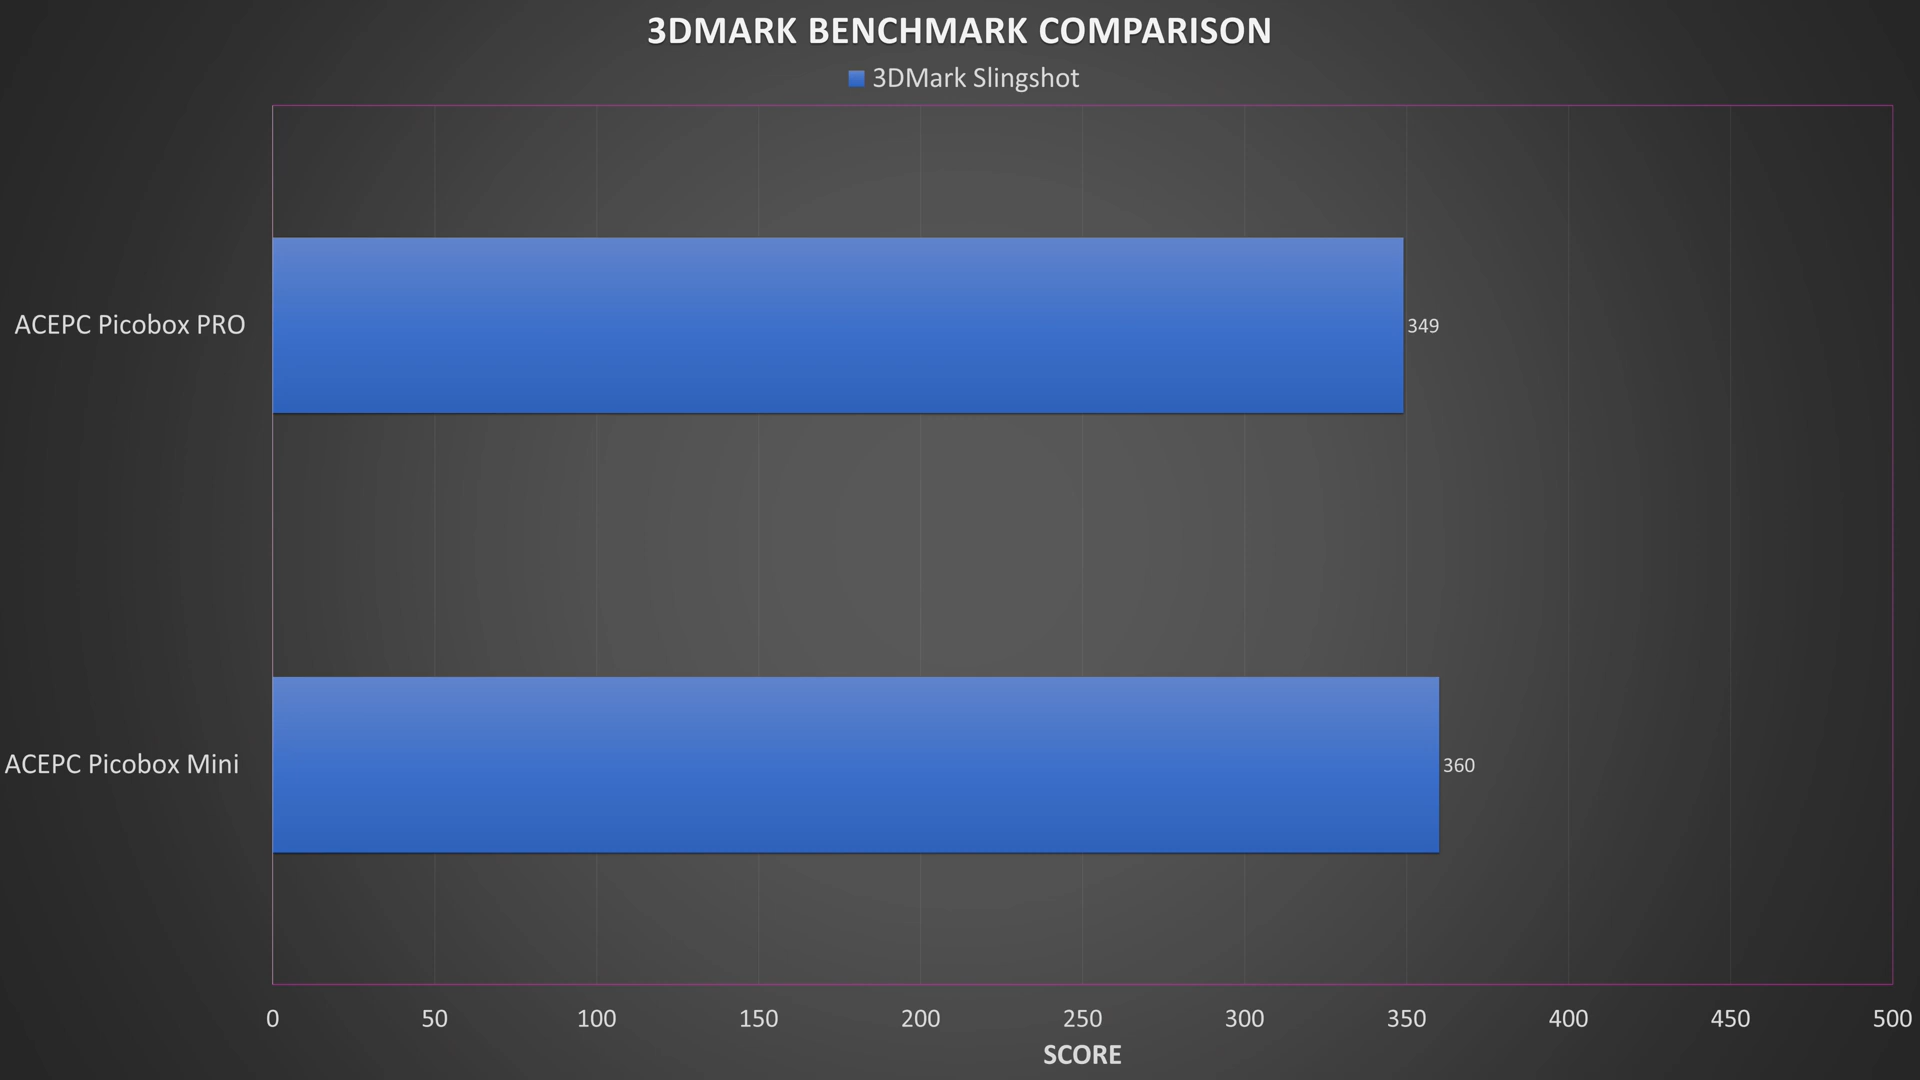 3DMARK BENCHMARK COMPARISON
3DMark Slingshot
ACEPC Picobox PRO
349
ACEPC Picobox Mini
360
0 50 100 150 200 250 300 350 400 450 500
SCORE